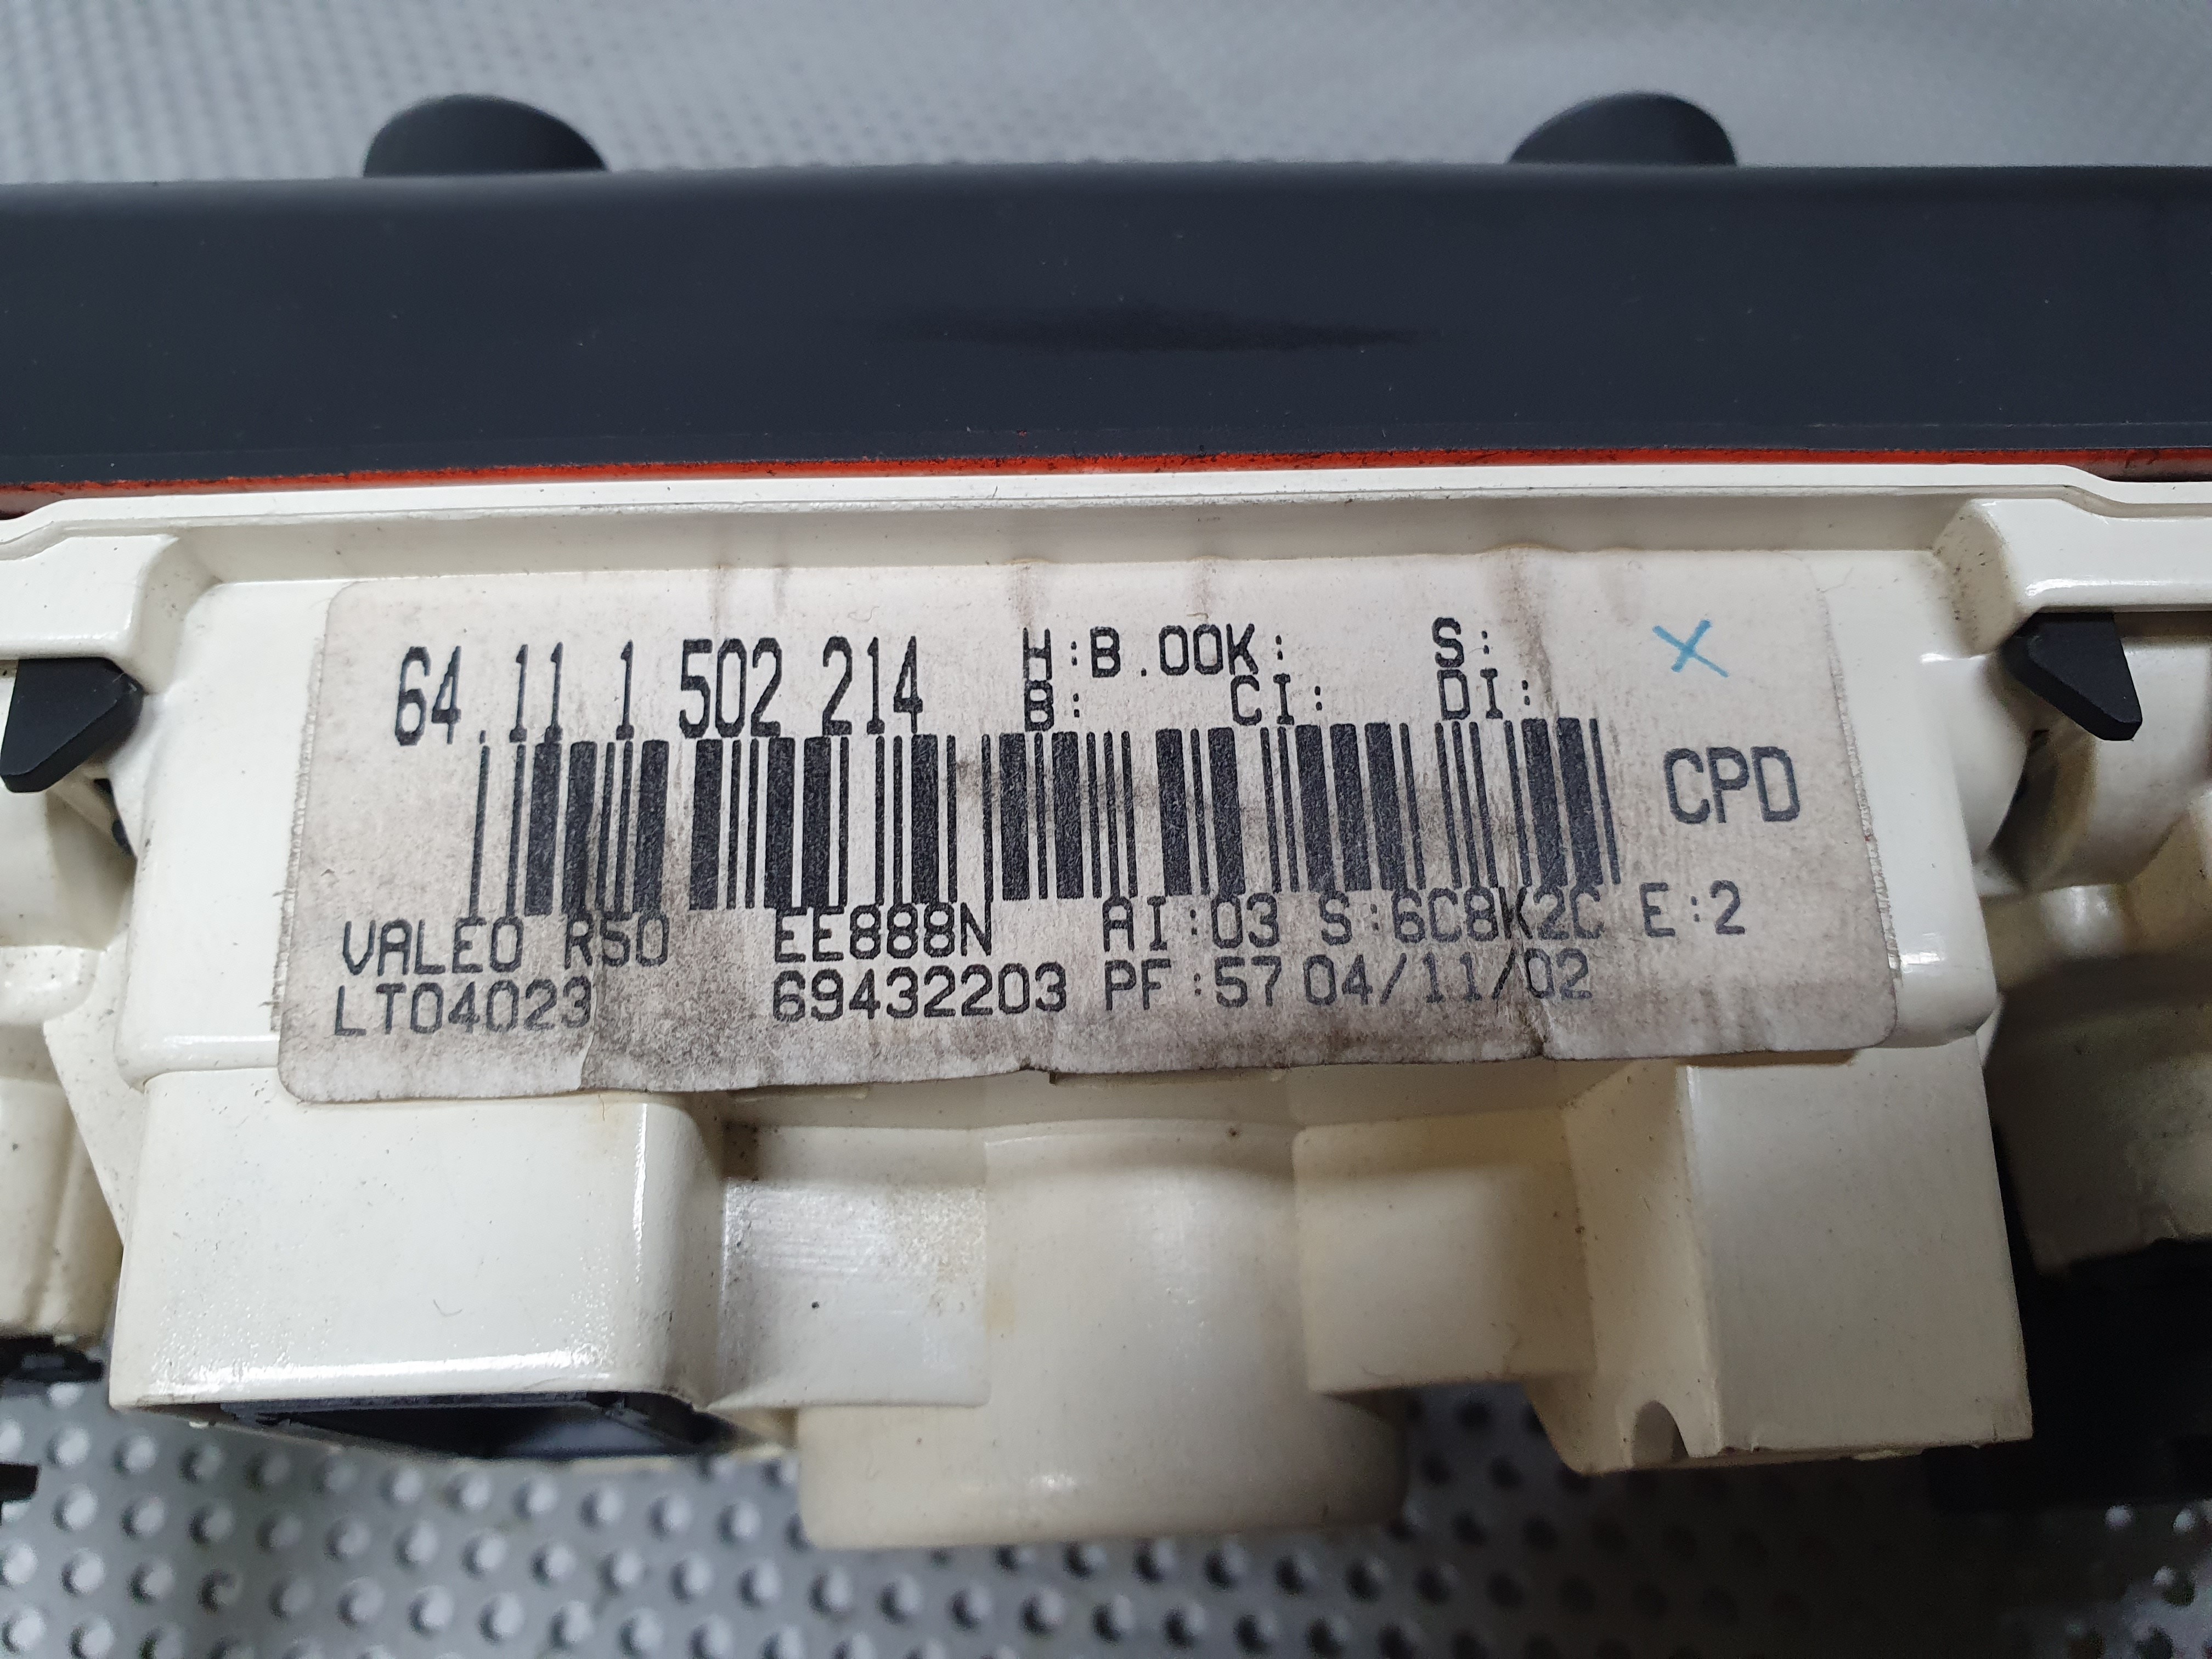 64.11 1 502 214 H:B.00K: S:
B: CI: DI:
CPD
VALEO R50 EE888N AI:03 S:6C8K2C E:2
LT04023 69432203 PF:57 04/11/02